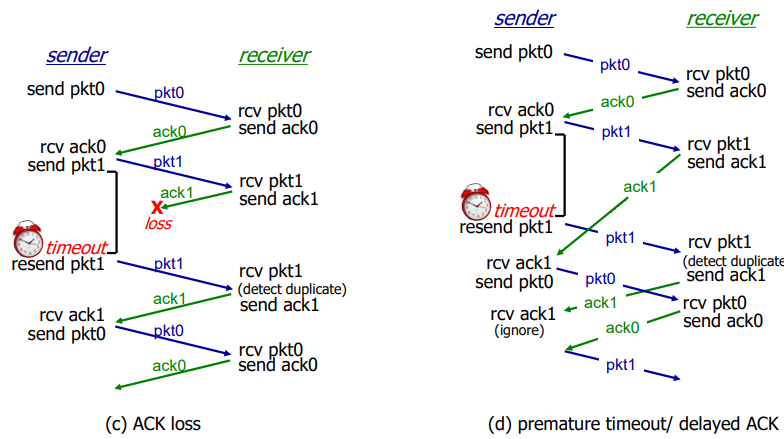 sender
receiver
send pkt0
pkt0
rcv pkt0
send ack0
ack0
rcv ack0
send pkt1
pkt1
rcv pkt1
send ack1
ack1
X
loss
timeout
resend pkt1
pkt1
rcv pkt1
(detect duplicate)
send ack1
ack1
rcv ack1
send pkt0
pkt0
rcv pkt0
send ack0
ack0
(c) ACK loss
sender
receiver
send pkt0
pkt0
rcv pkt0
send ack0
ack0
rcv ack0
send pkt1
pkt1
rcv pkt1
send ack1
ack1
timeout
resend pkt1
pkt1
rcv pkt1
(detect duplicate
send ack1
rcv ack1
send pkt0
pkt0
ack1
rcv pkt0
send ack0
rcv ack1
(ignore)
ack0
pkt1
(d) premature timeout/ delayed ACK